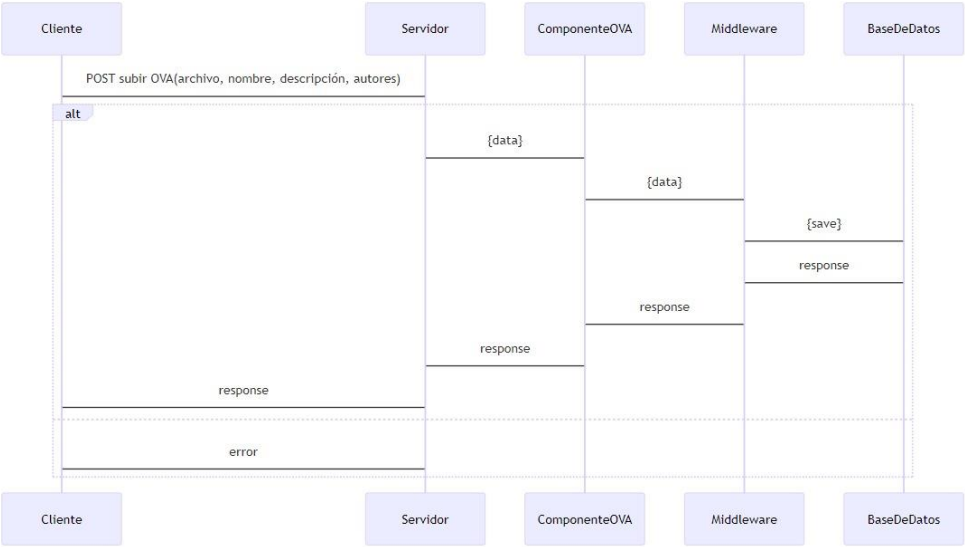 Cliente
Servidor
ComponenteOVA
Middleware
BaseDeDatos
POST subir OVA(archivo, nombre, descripción, autores)
alt
{data}
{data}
{save}
response
response
response
response
error
Cliente
Servidor
ComponenteOVA
Middleware
BaseDeDatos